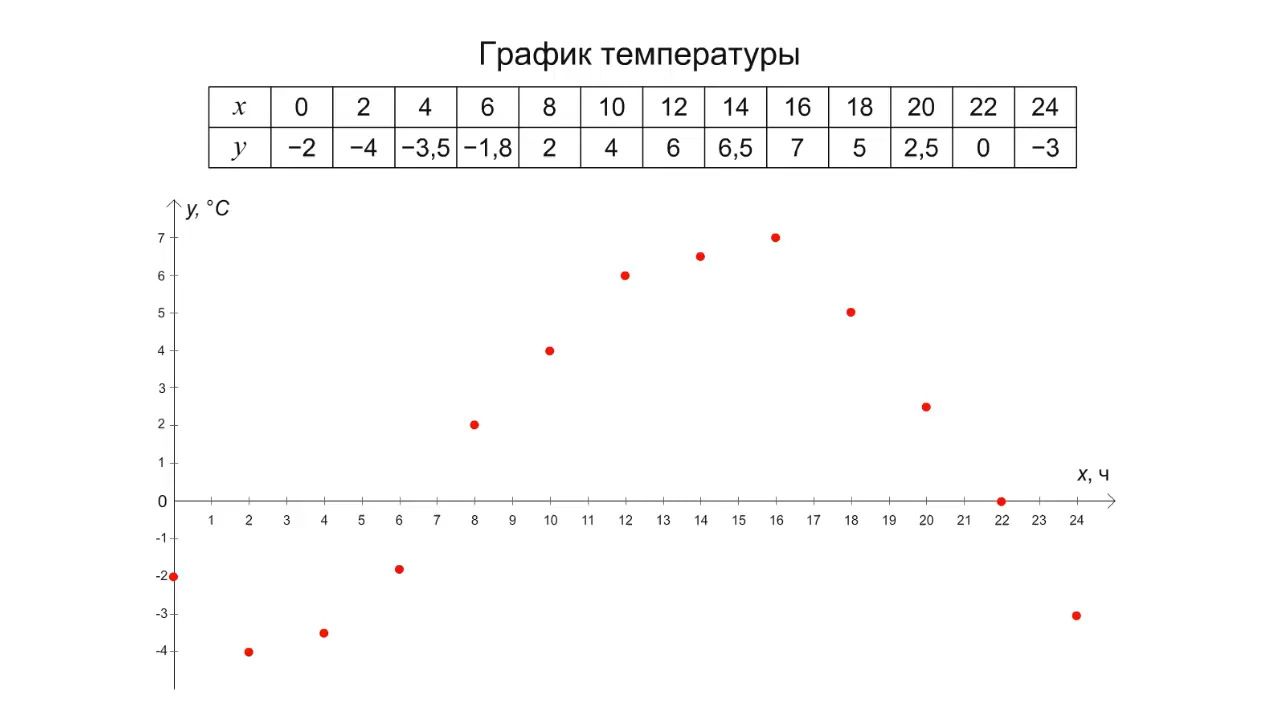 График температуры
x 0 2 4 6 8 10 12 14 16 18 20 22 24
y −2 −4 −3,5 −1,8 2 4 6 6,5 7 5 2,5 0 −3
y, °C
7
6
5
4
3
2
1
x, ч
0
1 2 3 4 5 6 7 8 9 10 11 12 13 14 15 16 17 18 19 20 21 22 23 24
-1
-2
-3
-4